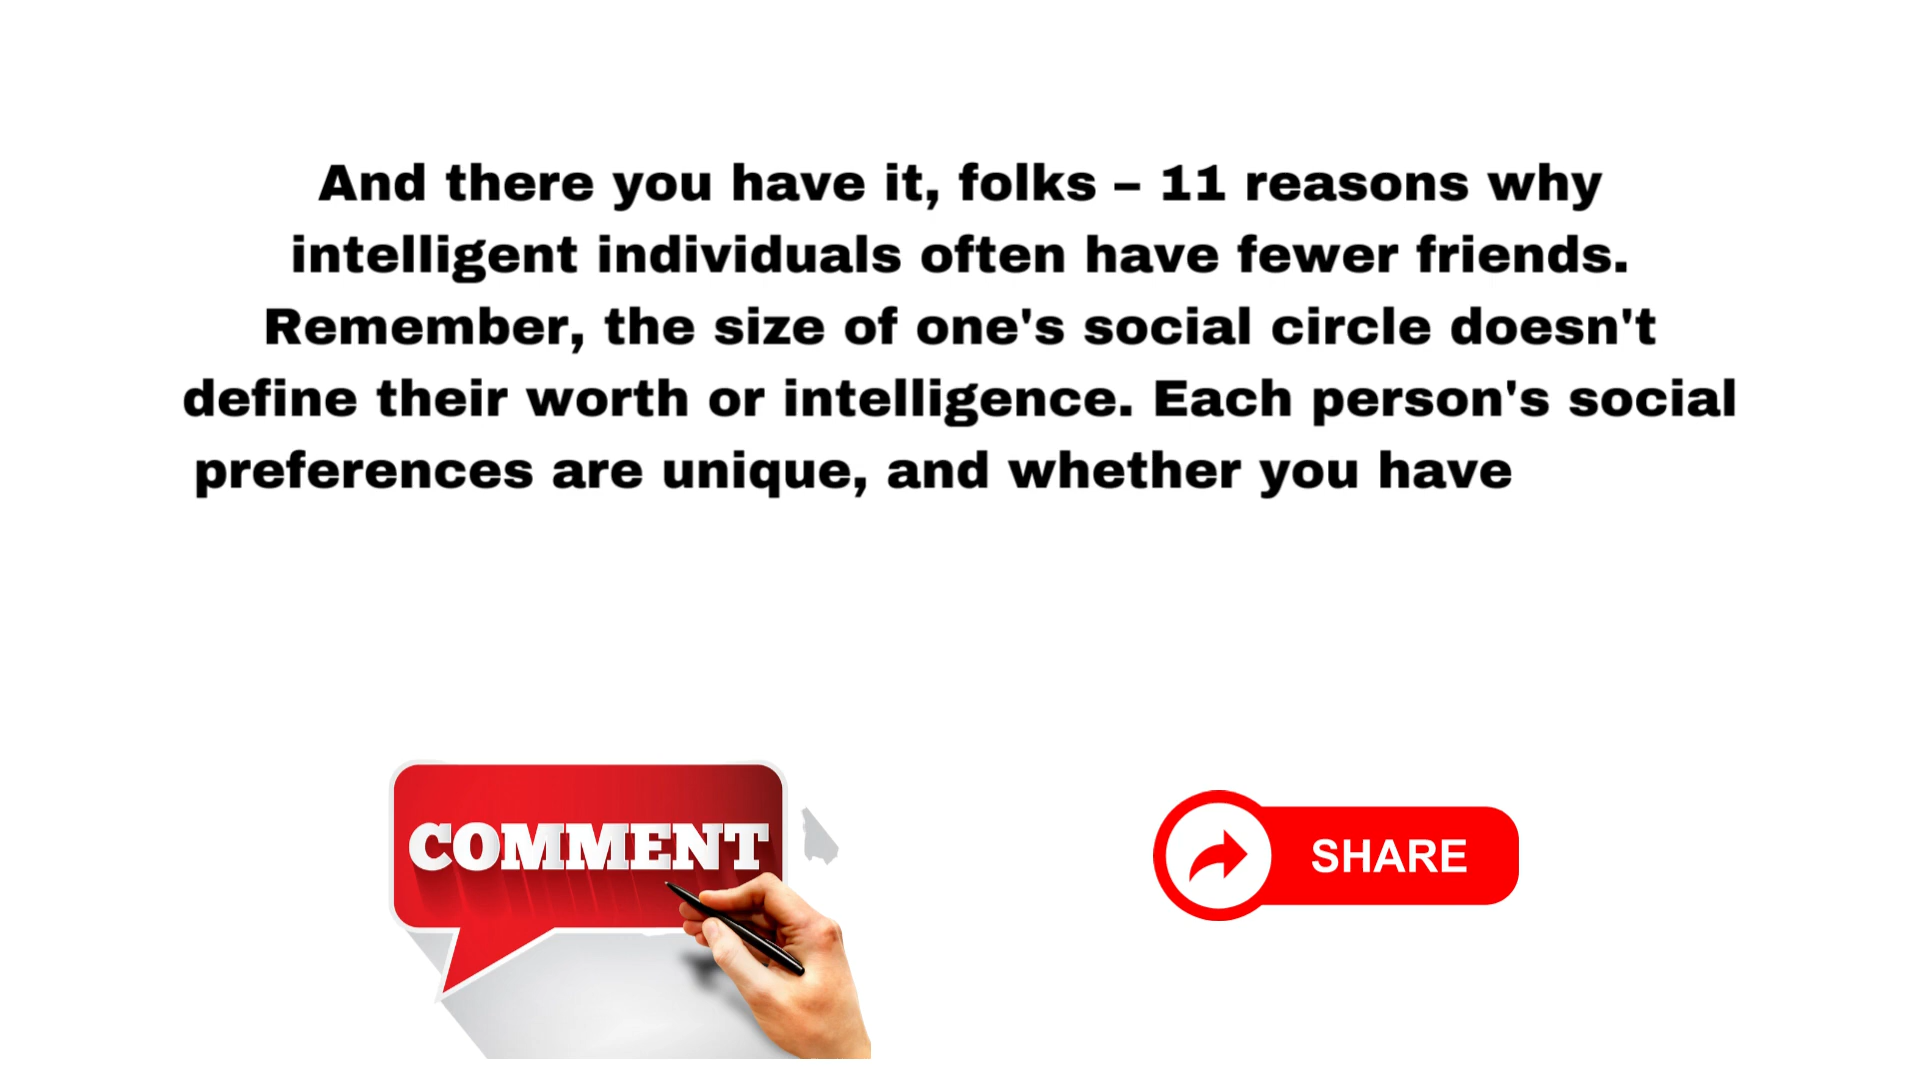 And there you have it, folks – 11 reasons why
intelligent individuals often have fewer friends.
Remember, the size of one's social circle doesn't
define their worth or intelligence. Each person's social
preferences are unique, and whether you have
COMMENT
SHARE